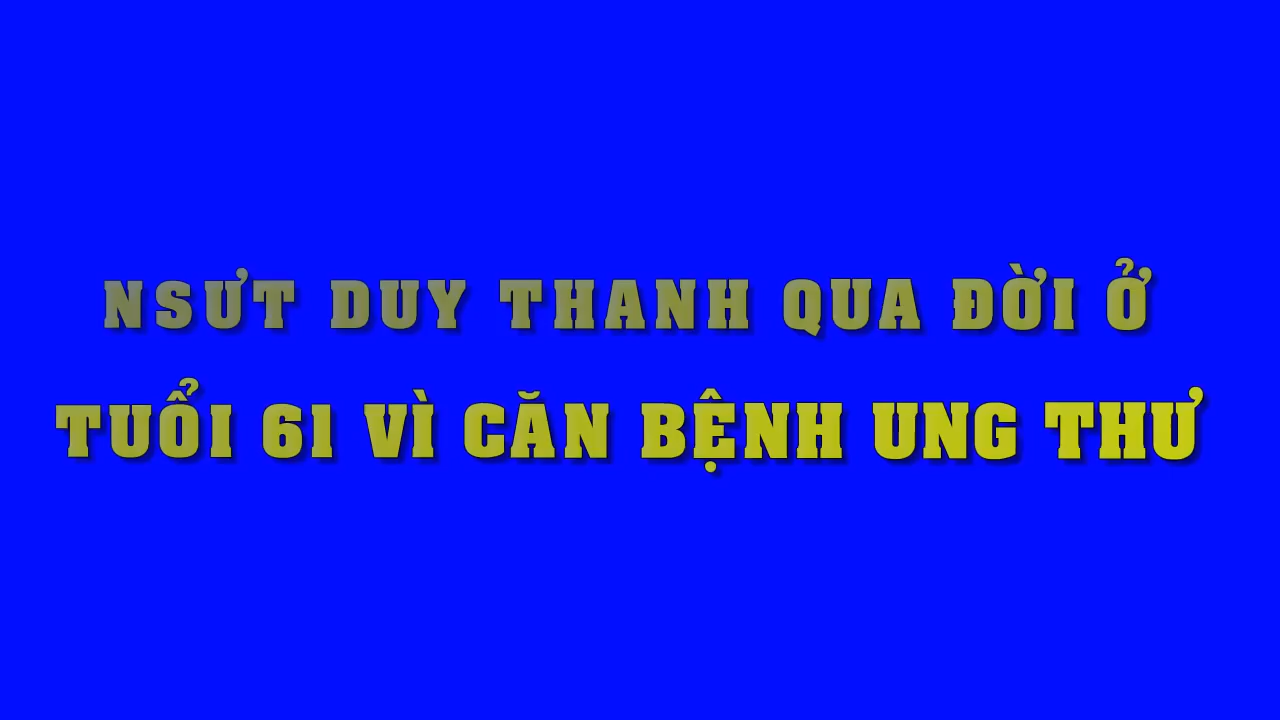 NSƯT DUY THANH QUA ĐỜI Ở
TUỔI 61 VÌ CĂN BỆNH UNG THƯ